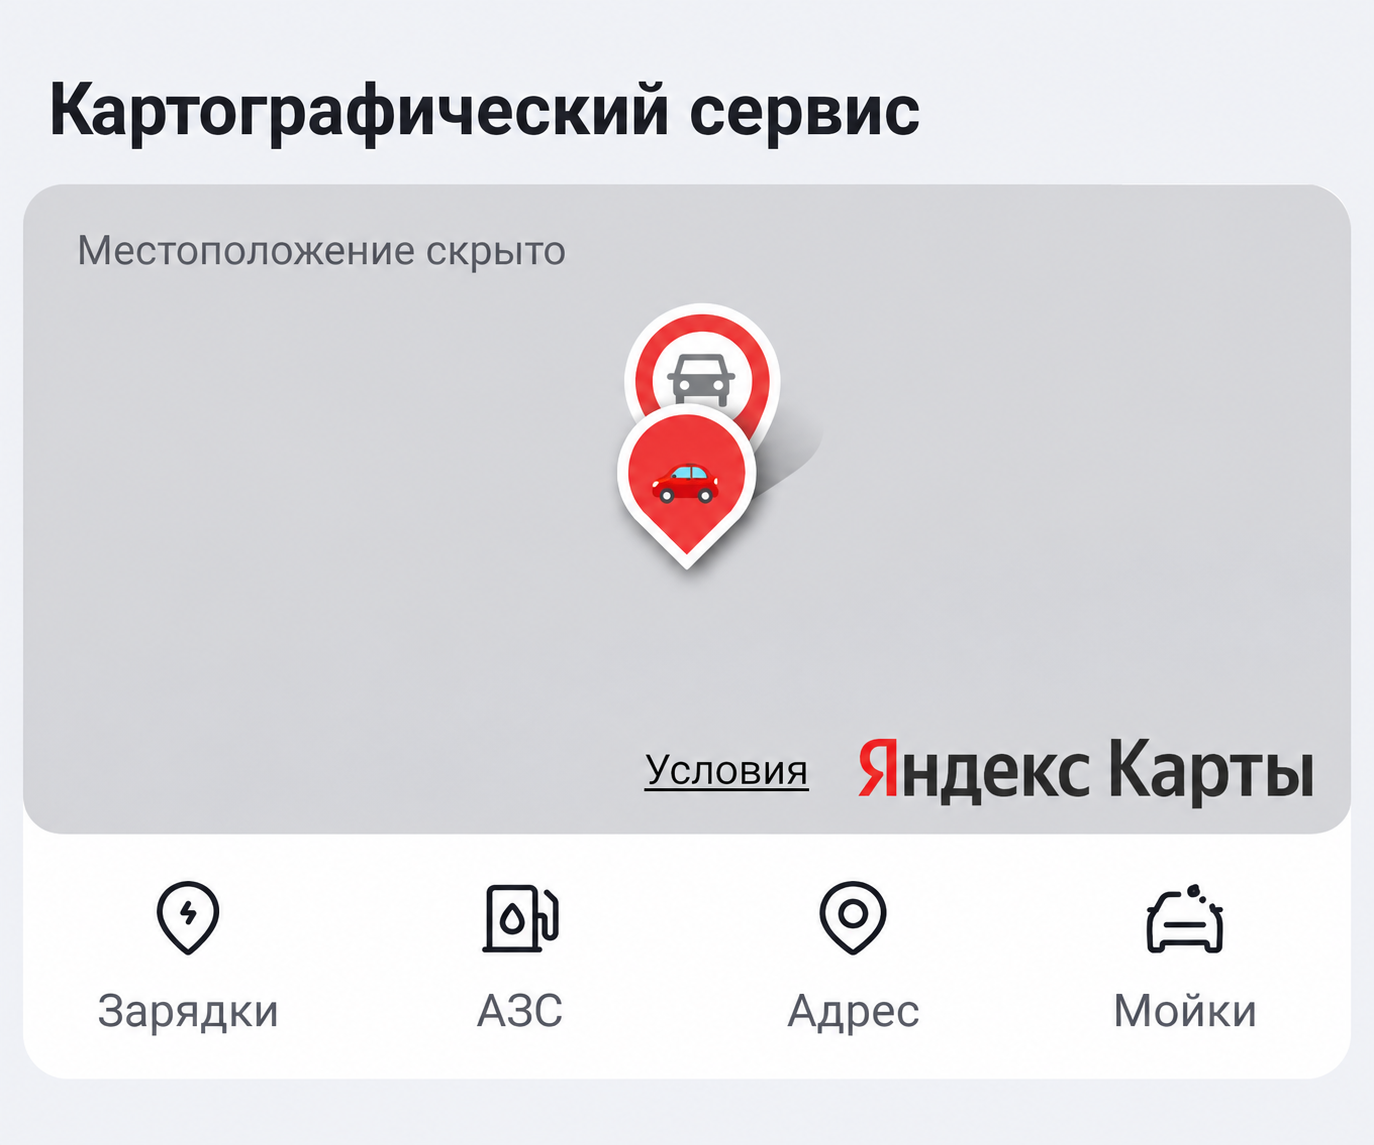 Картографический сервис
Местоположение скрыто
Условия Яндекс Карты
Зарядки АЗС Адрес Мойки